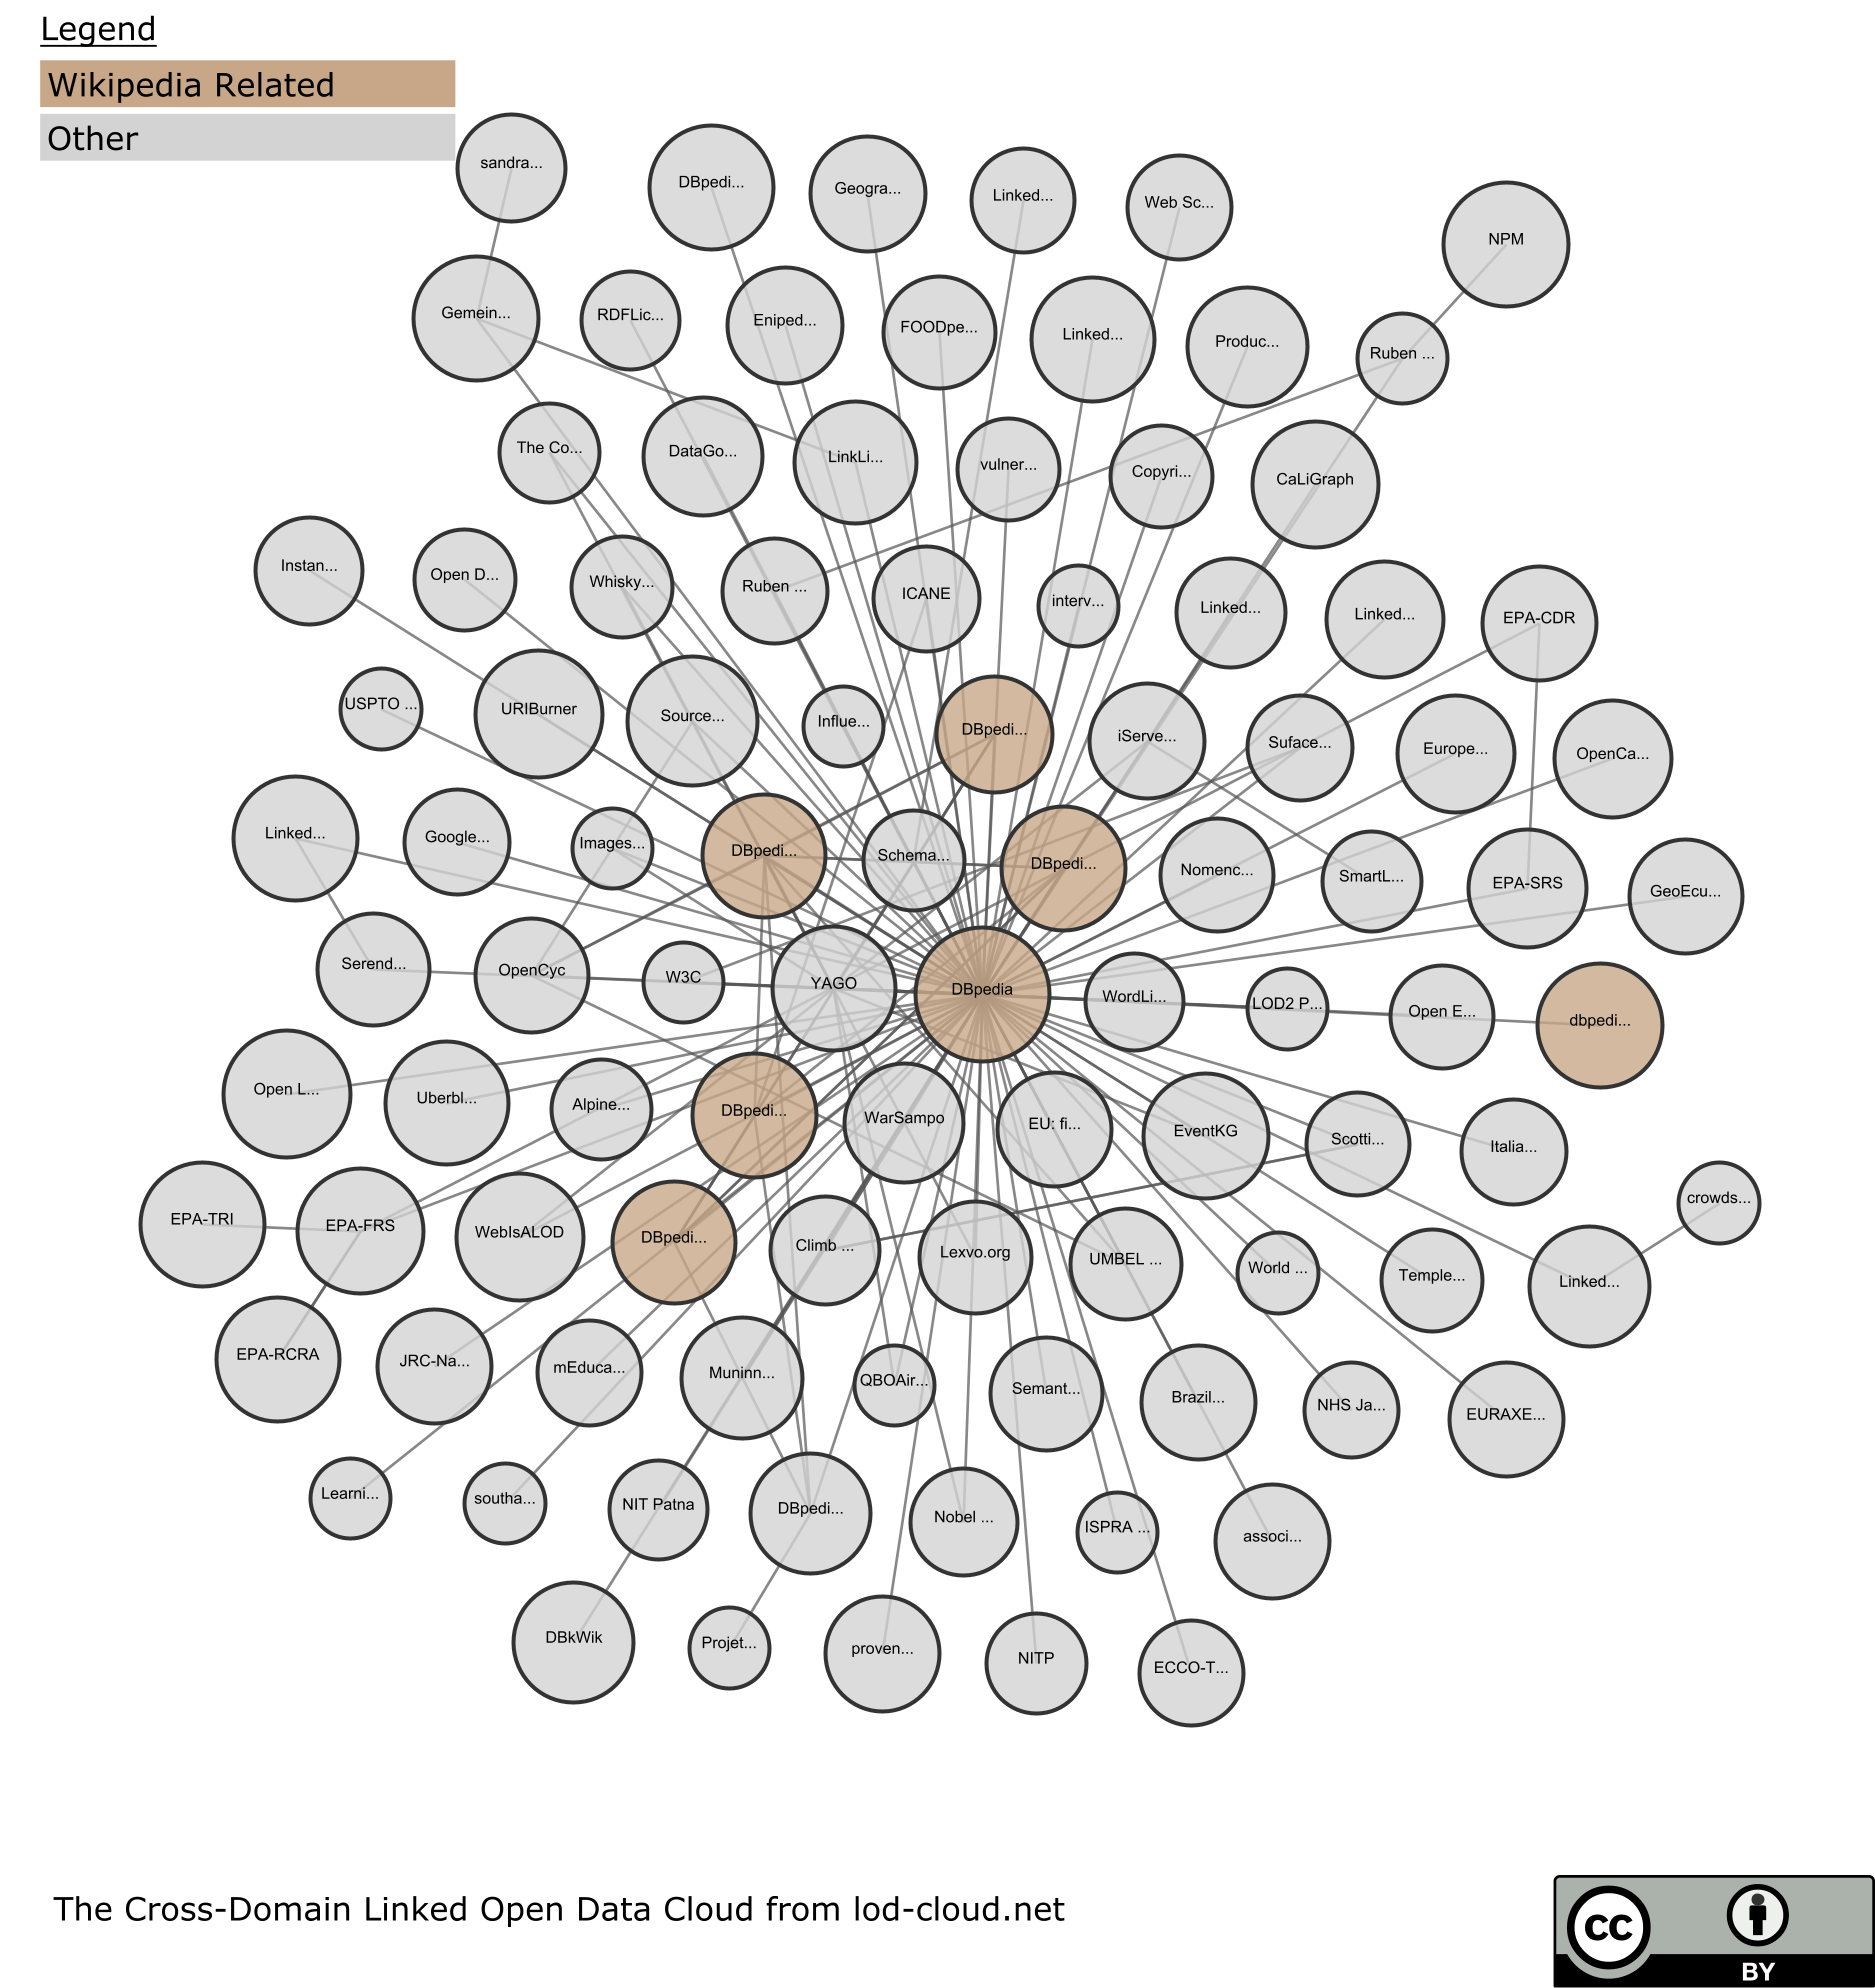 Legend
Wikipedia Related
Other
sandra...
DBpedi...
Geogra...
Linked...
Web Sc...
NPM
Gemein...
RDFLic...
Eniped...
FOODpe...
Linked...
Produc...
Ruben ...
The Co...
DataGo...
LinkLi...
vulner...
Copyri...
CaLiGraph
Instan...
Open D...
Whisky...
Ruben ...
ICANE
interv...
Linked...
Linked...
EPA-CDR
USPTO ...
URIBurner
Source...
Influe...
DBpedi...
iServe...
Suface...
Europe...
OpenCa...
Linked...
Google...
Images...
DBpedi...
Schema...
DBpedi...
Nomenc...
SmartL...
EPA-SRS
GeoEcu...
Serend...
OpenCyc
W3C
YAGO
DBpedia
WordLi...
LOD2 P...
Open E...
dbpedi...
Open L...
Uberbl...
Alpine...
DBpedi...
WarSampo
EU: fi...
EventKG
Scotti...
Italia...
crowds...
EPA-TRI
EPA-FRS
WebIsALOD
DBpedi...
Climb ...
Lexvo.org
UMBEL ...
World ...
Temple...
Linked...
EPA-RCRA
JRC-Na...
mEduca...
Muninn...
QBOAir...
Semant...
Brazil...
NHS Ja...
EURAXE...
Learni...
southa...
NIT Patna
DBpedi...
Nobel ...
ISPRA ...
associ...
DBkWik
Projet...
proven...
NITP
ECCO-T...
The Cross-Domain Linked Open Data Cloud from lod-cloud.net
cc
BY